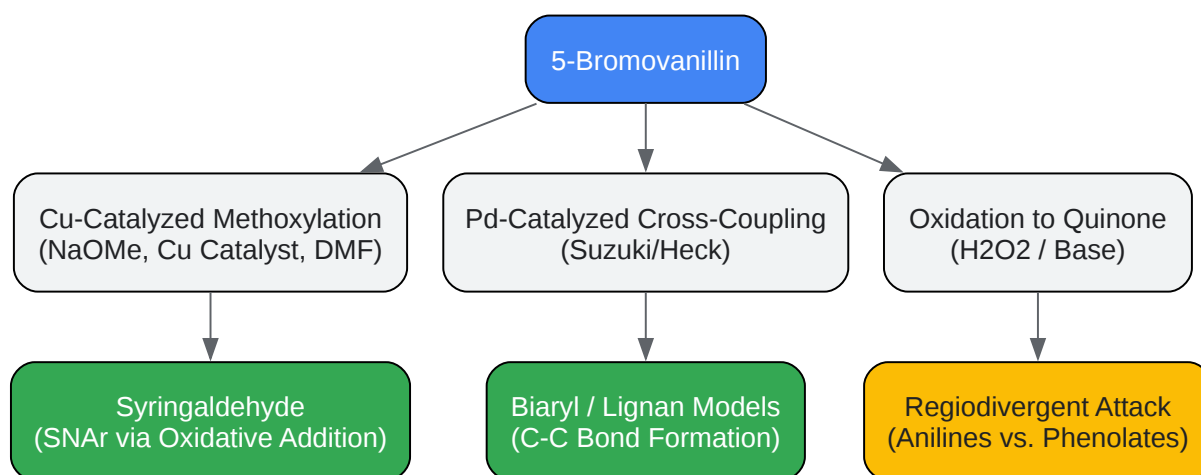 5-Bromovanillin
Cu-Catalyzed Methoxylation
(NaOMe, Cu Catalyst, DMF)
Pd-Catalyzed Cross-Coupling
(Suzuki/Heck)
Oxidation to Quinone
(H2O2 / Base)
Syringaldehyde
(SNAr via Oxidative Addition)
Biaryl / Lignan Models
(C-C Bond Formation)
Regiodivergent Attack
(Anilines vs. Phenolates)